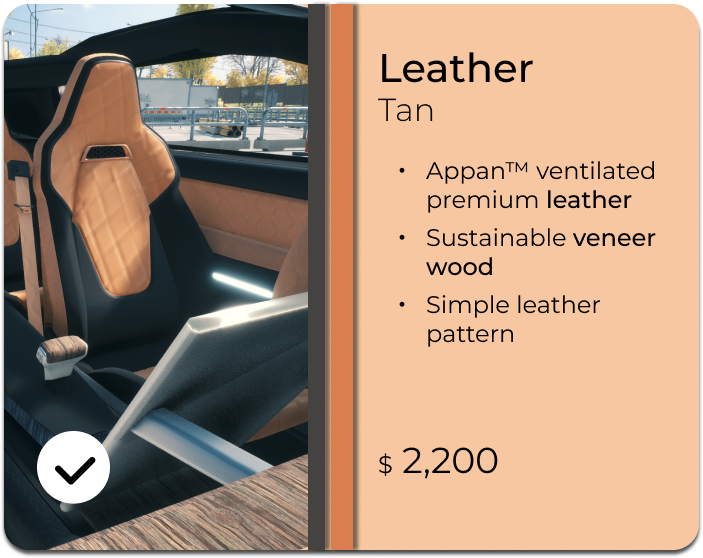 Leather
Tan
• Appan™ ventilated
premium leather
• Sustainable veneer
wood
• Simple leather
pattern
$ 2,200